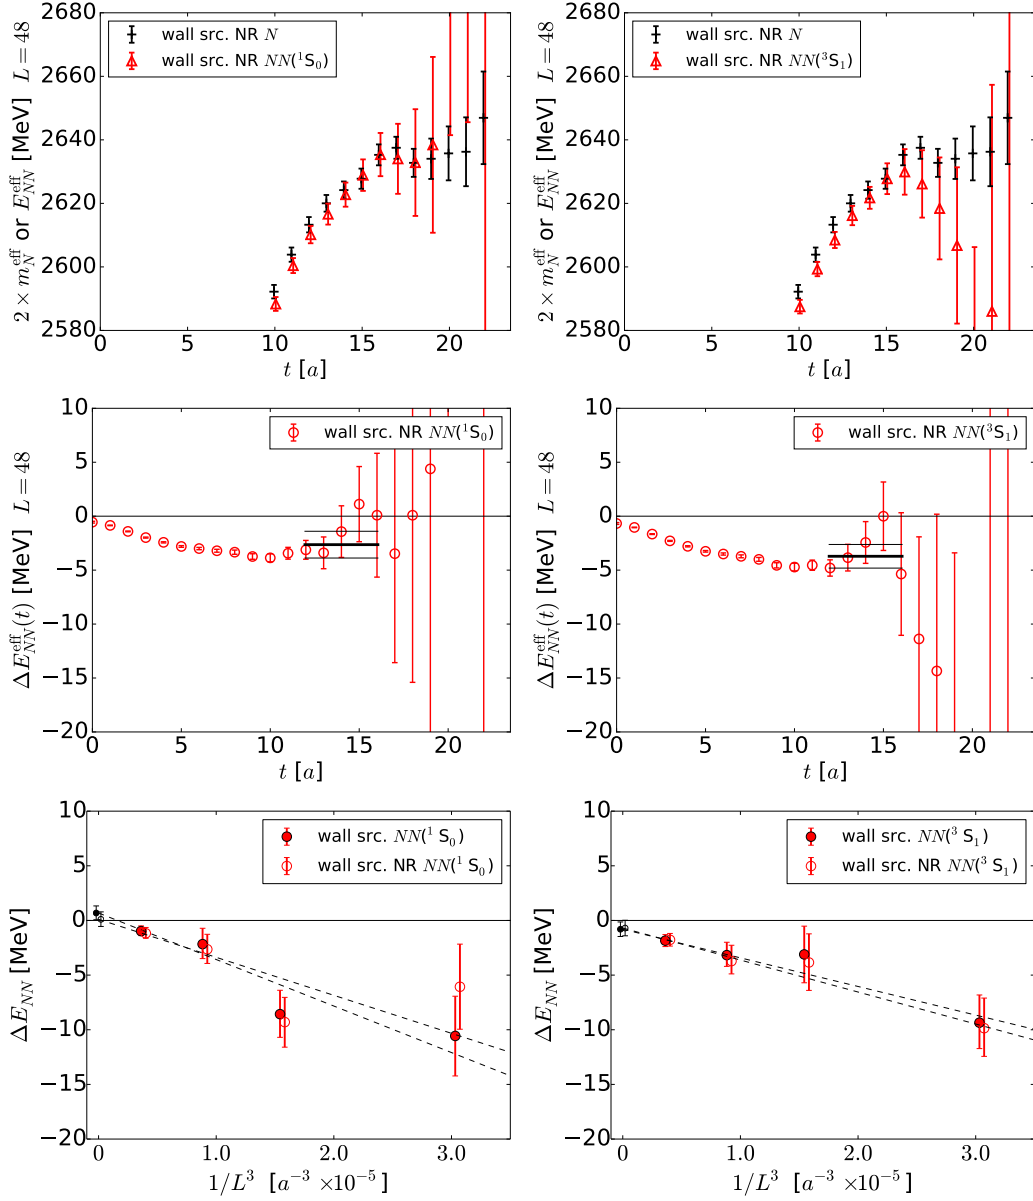 2680
2660
2640
2620
2600
2580
0 5 10 15 20
t [a]
2 × m_N^eff or E_NN^eff [MeV] L = 48
wall src. NR N
wall src. NR NN(¹S₀)
2680
2660
2640
2620
2600
2580
0 5 10 15 20
t [a]
2 × m_N^eff or E_NN^eff [MeV] L = 48
wall src. NR N
wall src. NR NN(³S₁)
10
5
0
−5
−10
−15
−20
0 5 10 15 20
t [a]
ΔE_NN^eff(t) [MeV] L = 48
wall src. NR NN(¹S₀)
10
5
0
−5
−10
−15
−20
0 5 10 15 20
t [a]
ΔE_NN^eff(t) [MeV] L = 48
wall src. NR NN(³S₁)
10
5
0
−5
−10
−15
−20
0 1.0 2.0 3.0
1/L³ [a⁻³ ×10⁻⁵]
ΔE_NN [MeV]
wall src. NN(¹ S₀)
wall src. NR NN(¹ S₀)
10
5
0
−5
−10
−15
−20
0 1.0 2.0 3.0
1/L³ [a⁻³ ×10⁻⁵]
ΔE_NN [MeV]
wall src. NN(³ S₁)
wall src. NR NN(³ S₁)